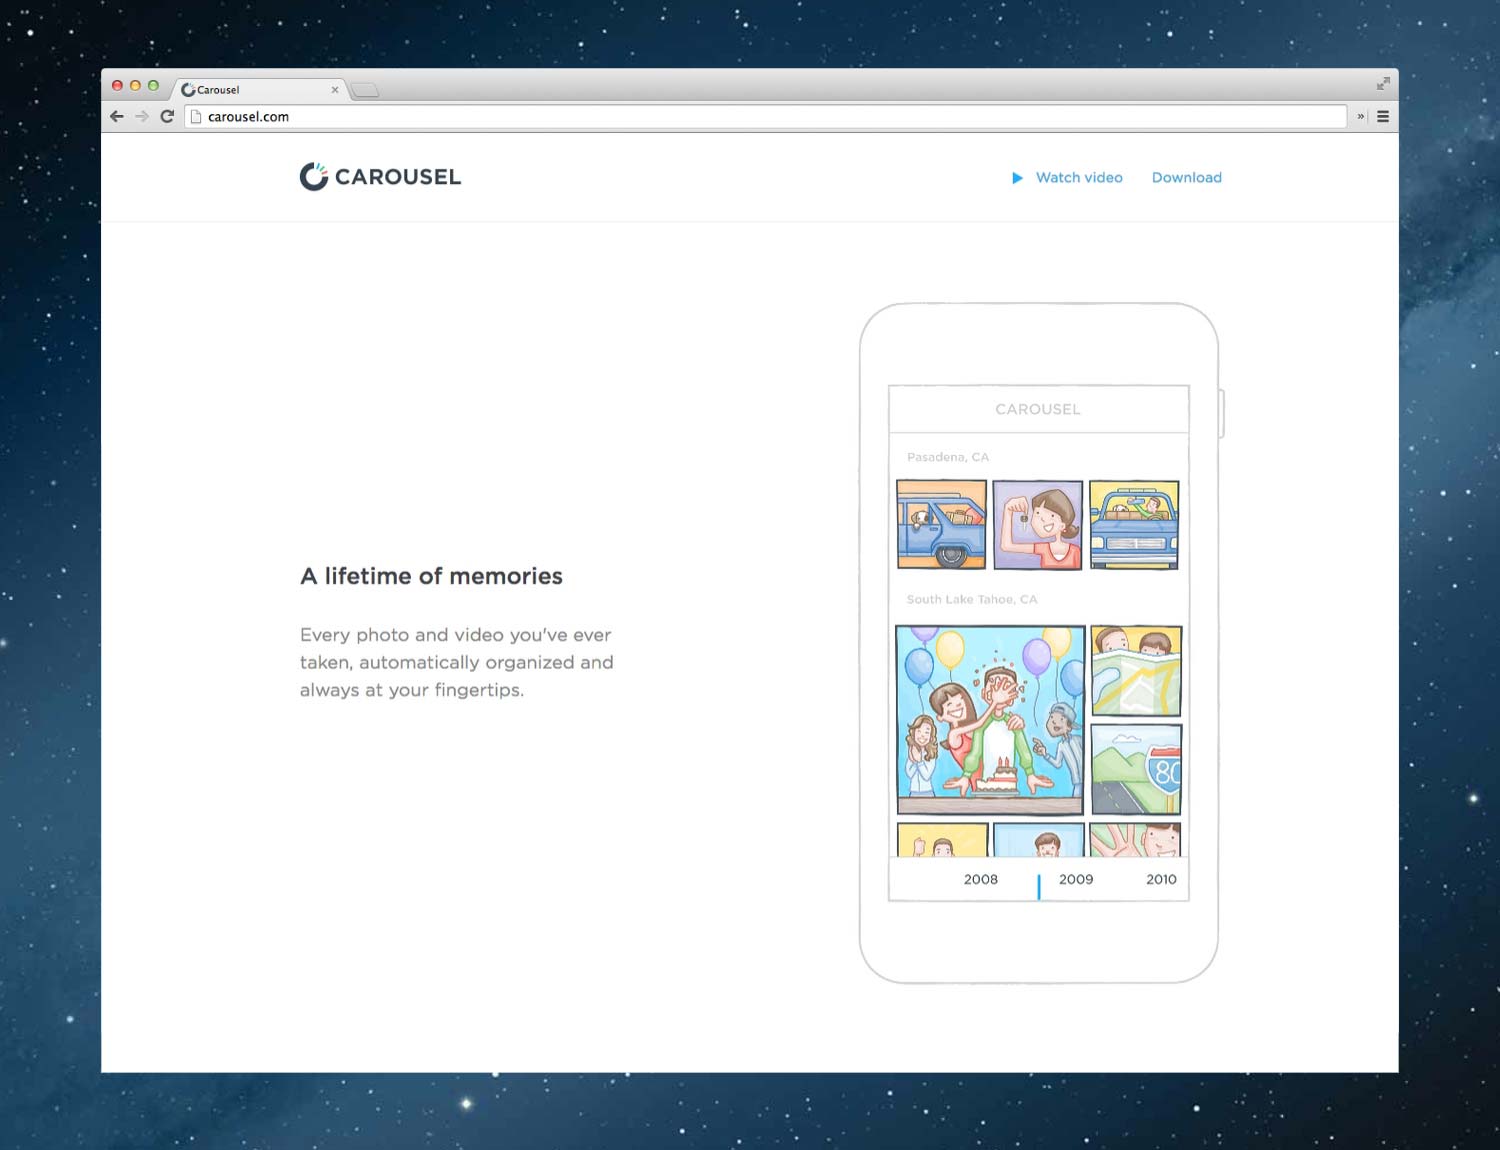 Carousel
carousel.com
CAROUSEL
Watch video
Download
A lifetime of memories
Every photo and video you've ever
taken, automatically organized and
always at your fingertips.
CAROUSEL
Pasadena, CA
South Lake Tahoe, CA
80
2008
2009
2010